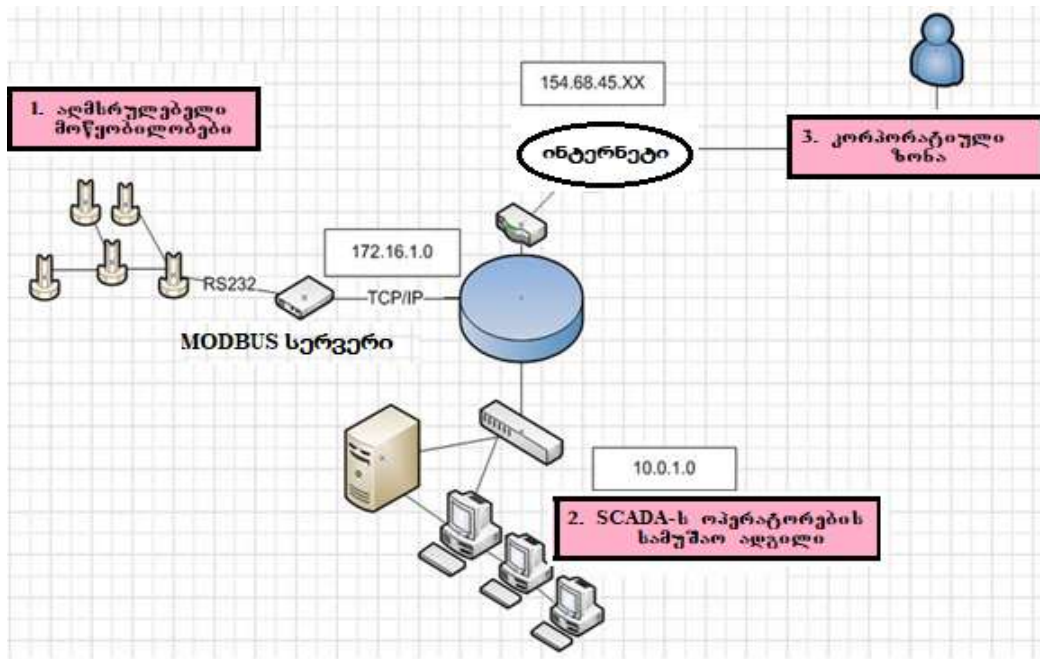 154.68.45.XX
1. აღმსრულებელი
მოწყობილობები
ინტერნეტი
3. კორპორატიული
ზონა
172.16.1.0
RS232
TCP/IP
MODBUS სერვერი
10.0.1.0
2. SCADA-ს ოპერატორების
სამუშაო ადგილი